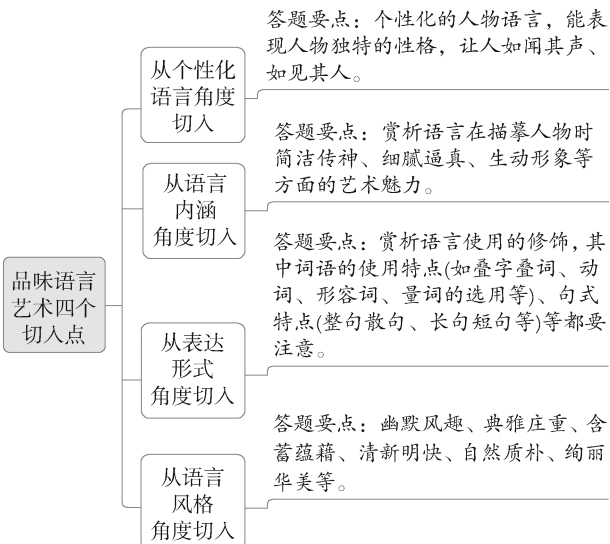 品味语言
艺术四个
切入点
从个性化
语言角度
切入
答题要点：个性化的人物语言，能表
现人物独特的性格，让人如闻其声、
如见其人。
从语言
内涵
角度切入
答题要点：赏析语言在描摹人物时
简洁传神、细腻逼真、生动形象等
方面的艺术魅力。
从表达
形式
角度切入
答题要点：赏析语言使用的修饰，其
中词语的使用特点(如叠字叠词、动
词、形容词、量词的选用等)、句式
特点(整句散句、长句短句等)等都要
注意。
从语言
风格
角度切入
答题要点：幽默风趣、典雅庄重、含
蓄蕴藉、清新明快、自然质朴、绚丽
华美等。